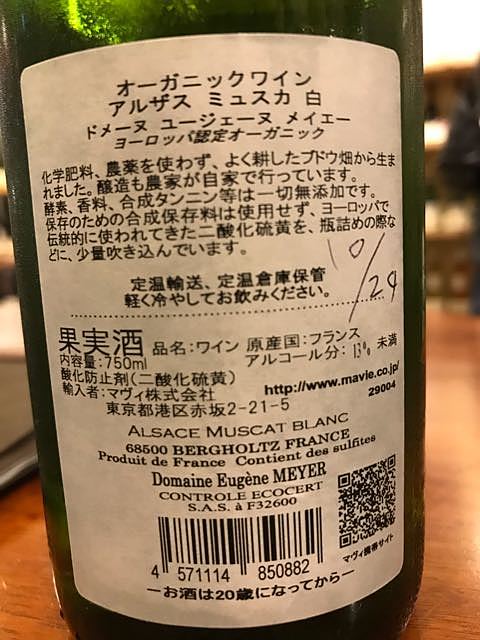 オーガニックワイン
アルザス ミュスカ 白
ドメーヌ ユージェーヌ メイエー
ヨーロッパ認定オーガニック
化学肥料、農薬を使わず、よく耕したブドウ畑から生ま
れました。醸造も農家が自家で行っています。
酵素、香料、合成タンニン等は一切無添加です。
保存のための合成保存料は使用せず、ヨーロッパで
伝統的に使われてきた二酸化硫黄を、瓶詰めの際な
どに、少量吹き込んでいます。
10/24
定温輸送、定温倉庫保管
軽く冷やしてお飲みください。
果実酒 品名：ワイン 原産国：フランス
内容量：750ml アルコール分：13% 未満
酸化防止剤（二酸化硫黄）
輸入者：マヴィ株式会社 http://www.mavie.co.jp/
東京都港区赤坂2-21-5 29004
ALSACE MUSCAT BLANC
68500 BERGHOLTZ FRANCE
Produit de France Contient des sulfites
Domaine Eugène MEYER
CONTROLE ECOCERT
S.A.S. à F32600
マヴィ携帯サイト
4 571114 850882
ーお酒は20歳になってからー